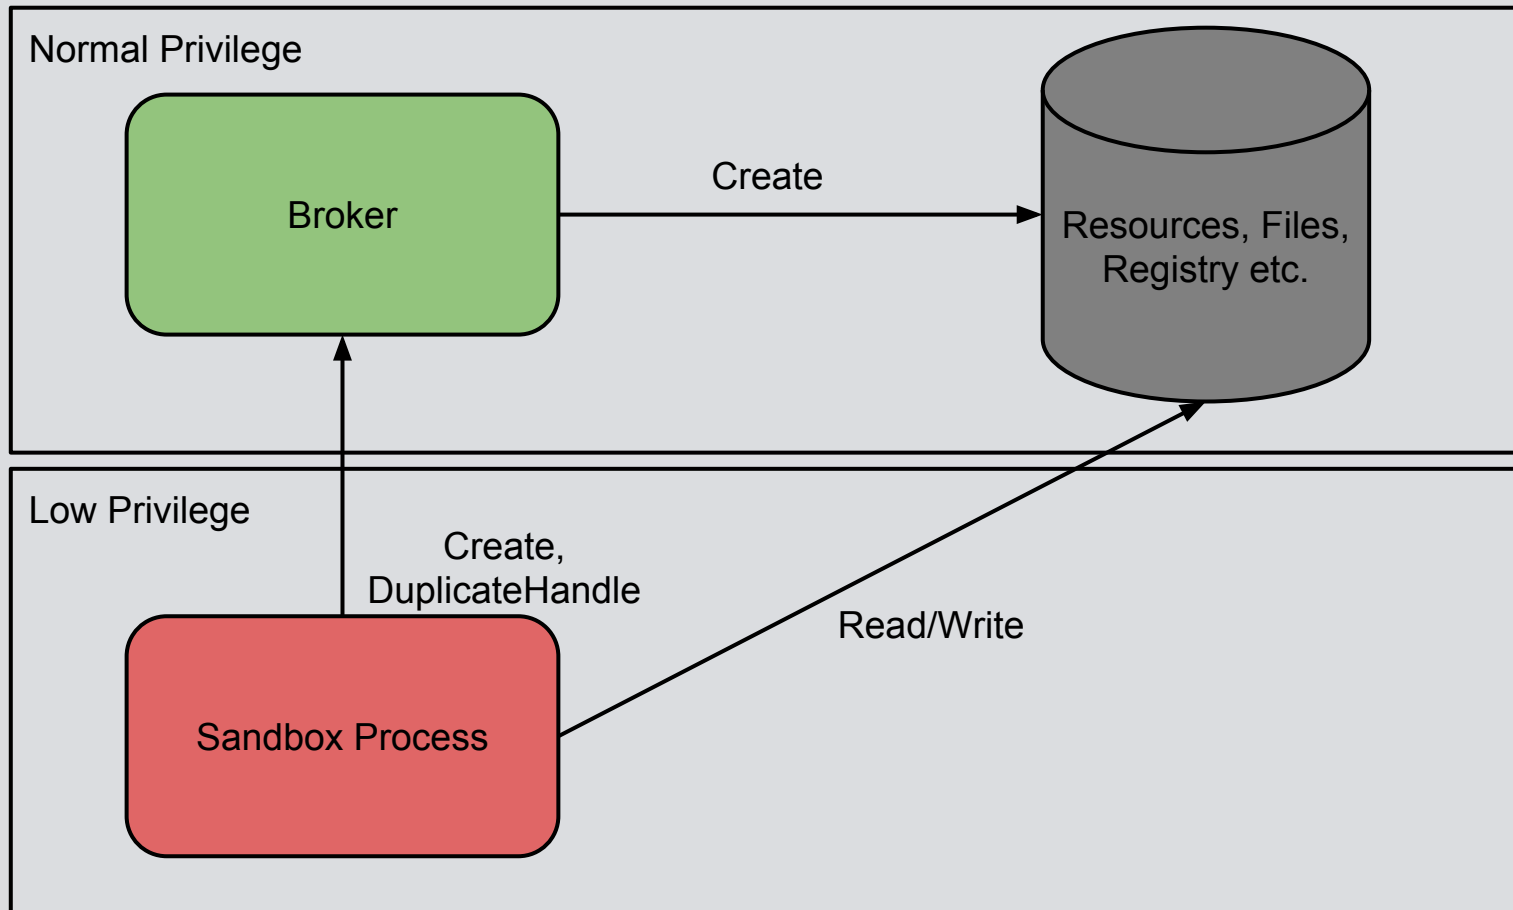 Normal Privilege
Broker
Create
Resources, Files,
Registry etc.
Low Privilege
Create,
DuplicateHandle
Read/Write
Sandbox Process